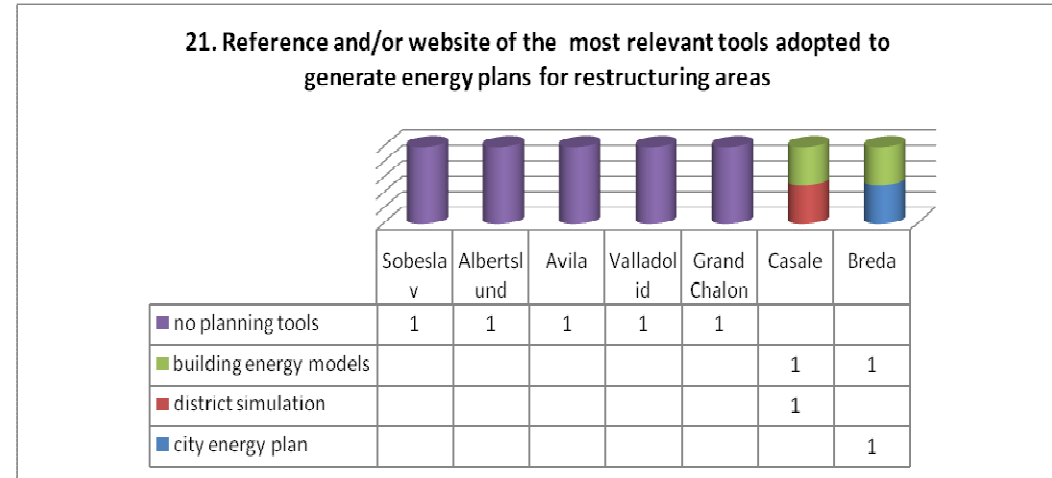 21. Reference and/or website of the most relevant tools adopted to
generate energy plans for restructuring areas
Sobesla Albertsl Avila Valladol Grand Casale Breda
v und id Chalon
no planning tools 1 1 1 1 1
building energy models 1 1
district simulation 1
city energy plan 1